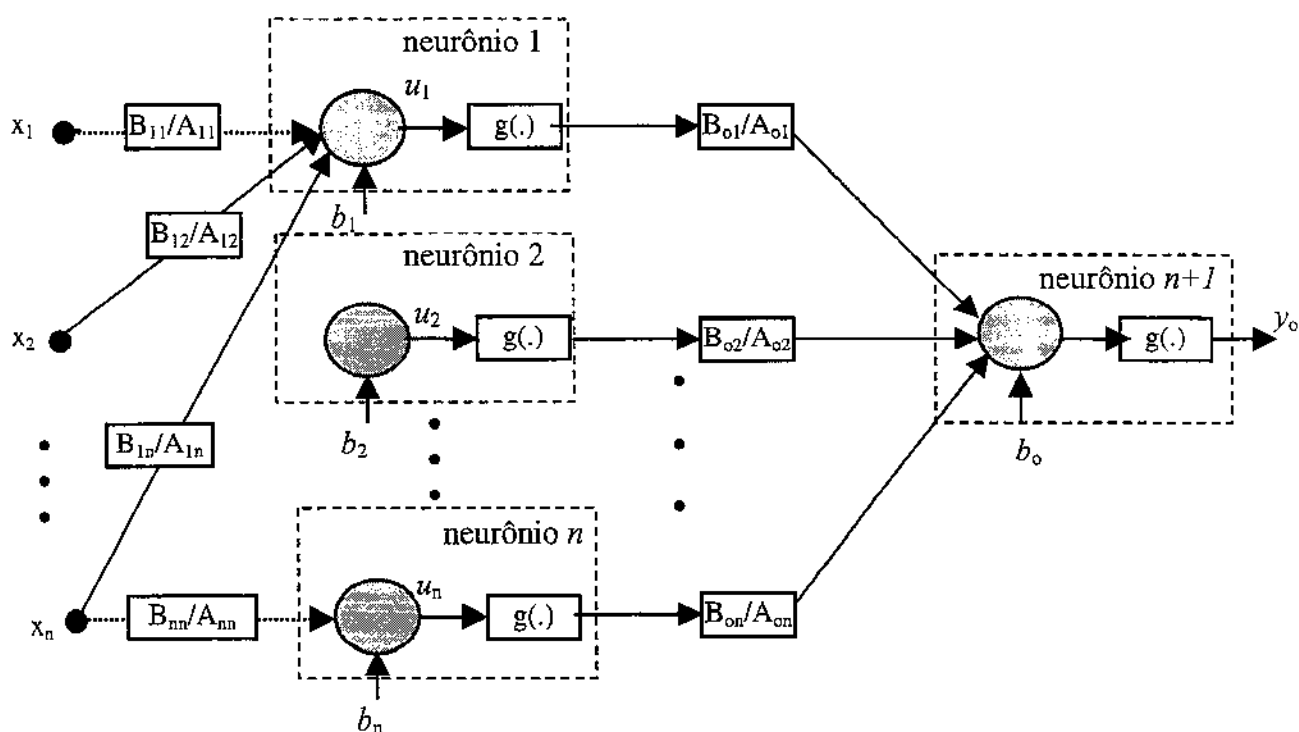 neurônio 1
x₁
B₁₁/A₁₁
u₁
g(.)
Bₒ₁/Aₒ₁
b₁
B₁₂/A₁₂
neurônio 2
x₂
u₂
g(.)
Bₒ₂/Aₒ₂
b₂
neurônio n+1
g(.)
yₒ
bₒ
B₁ₙ/A₁ₙ
neurônio n
xₙ
Bₙₙ/Aₙₙ
uₙ
g(.)
Bₒₙ/Aₒₙ
bₙ